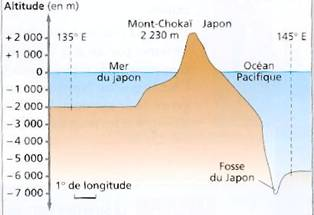 Altitude (en m)
Mont-Chokaï Japon
2 230 m
135° E
145° E
+ 2 000
+ 1 000
0
- 1 000
- 2 000
- 3 000
- 4 000
- 5 000
- 6 000
- 7 000
Mer
du japon
Océan
Pacifique
Fosse
du Japon
1° de longitude